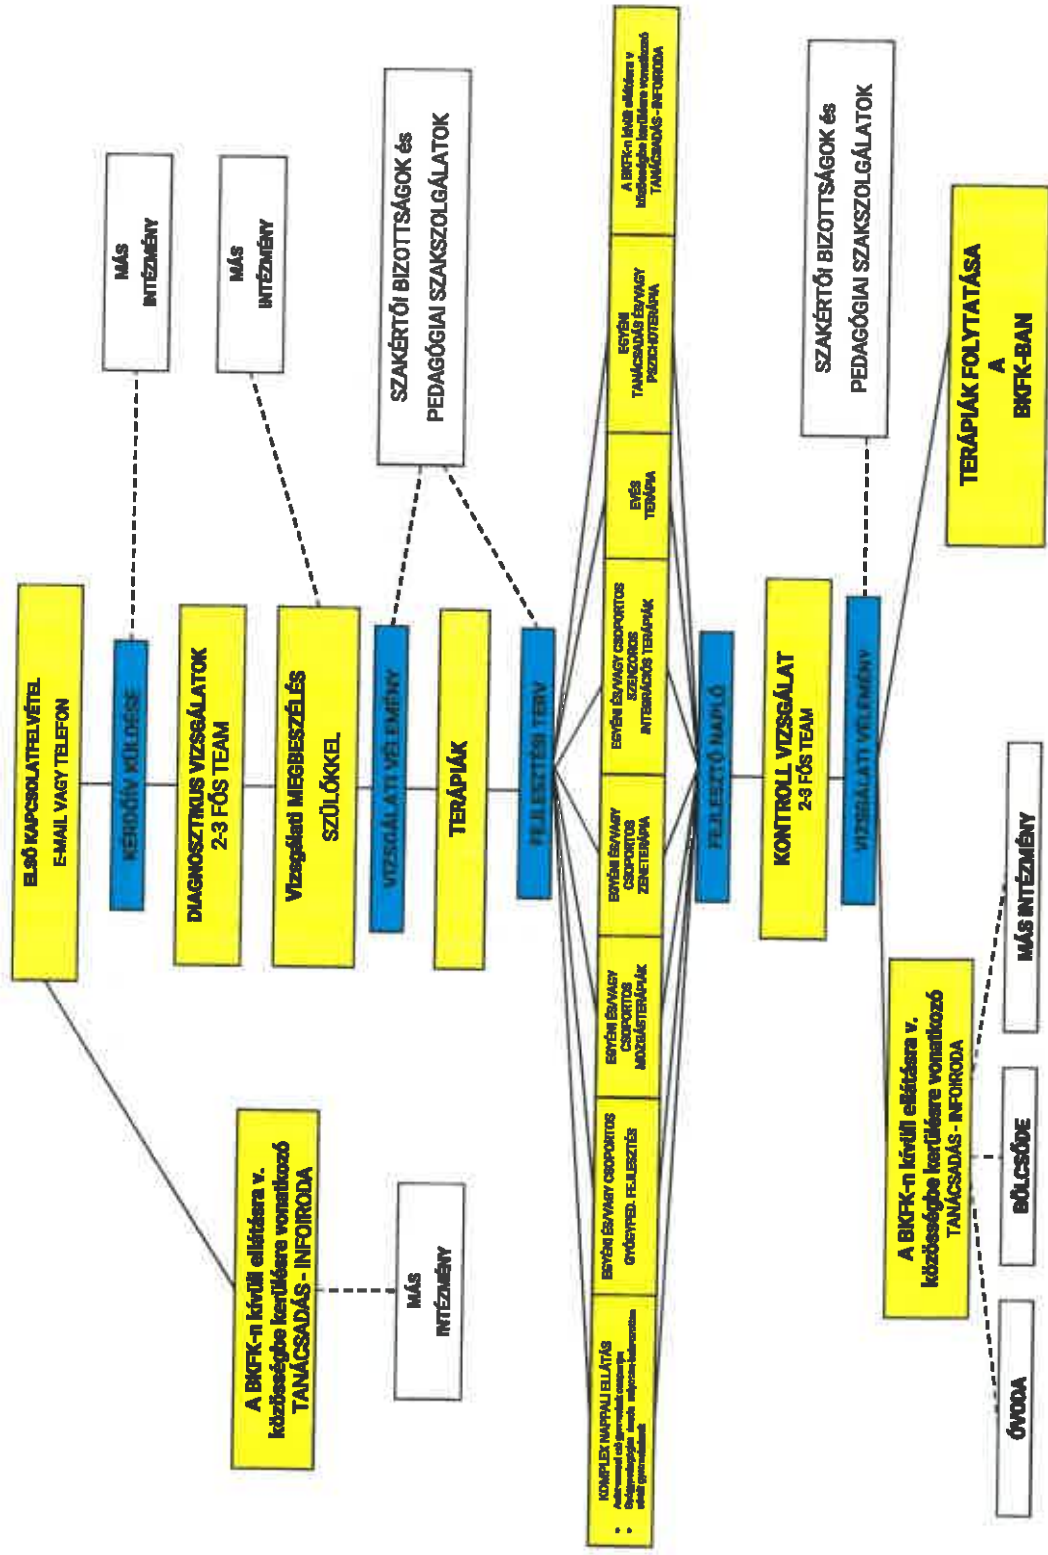 ELSŐ KAPCSOLATFELVÉTEL
E-MAIL VAGY TELEFON
KÉRDŐÍV KÜLDÉSE
MÁS
INTÉZMÉNY
DIAGNOSZTIKUS VIZSGÁLATOK
2-3 FŐS TEAM
A BKFK-n kívüli ellátásra v.
közösségbe kerülésre vonatkozó
TANÁCSADÁS - INFOIRODA
MÁS
INTÉZMÉNY
Vizsgálati MEGBESZÉLÉS
SZÜLŐKKEL
MÁS
INTÉZMÉNY
VIZSGÁLATI VÉLEMÉNY
SZAKÉRTŐI BIZOTTSÁGOK és
PEDAGÓGIAI SZAKSZOLGÁLATOK
TERÁPIÁK
FEJLESZTÉSI TERV
KOMPLEX NAPPALI ELLÁTÁS
EGYÉNI ÉS/VAGY CSOPORTOS
GYÓGYPED. FEJLESZTÉS
EGYÉNI ÉS/VAGY
CSOPORTOS
MOZGÁSTERÁPIÁK
EGYÉNI ÉS/VAGY
CSOPORTOS
ZENETERÁPIA
EGYÉNI ÉS/VAGY CSOPORTOS
SZENZOROS
INTEGRÁCIÓS TERÁPIÁK
EVÉS
TERÁPIA
EGYÉNI
TANÁCSADÁS ÉS/VAGY
PSZICHOTERÁPIA
A BKFK-n kívüli ellátásra v
közösségbe kerülésre vonatkozó
TANÁCSADÁS - INFOIRODA
FEJLESZTŐ NAPLÓ
KONTROLL VIZSGÁLAT
2-3 FŐS TEAM
VIZSGÁLATI VÉLEMÉNY
SZAKÉRTŐI BIZOTTSÁGOK és
PEDAGÓGIAI SZAKSZOLGÁLATOK
A BKFK-n kívüli ellátásra v.
közösségbe kerülésre vonatkozó
TANÁCSADÁS - INFOIRODA
TERÁPIÁK FOLYTATÁSA
A
BKFK-BAN
ÓVODA
BÖLCSŐDE
MÁS INTÉZMÉNY